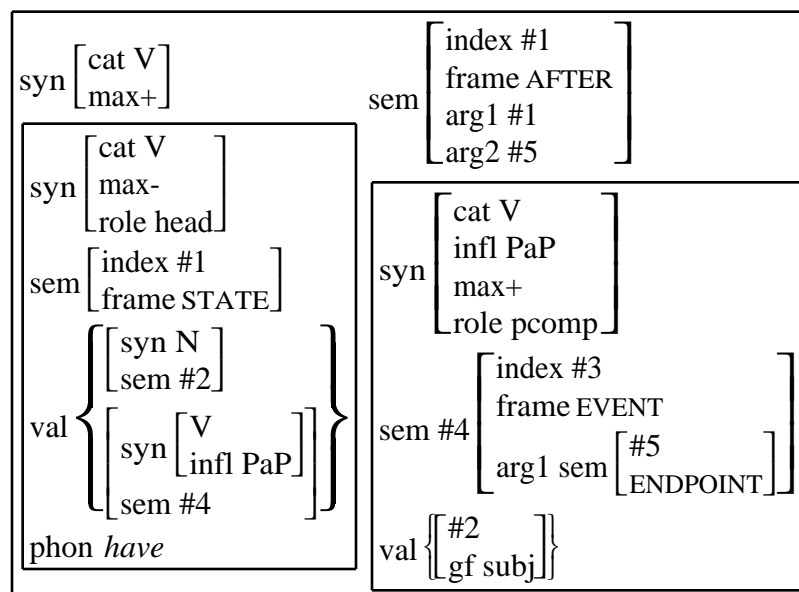 syn [cat V
max+]
sem [index #1
frame AFTER
arg1 #1
arg2 #5]
syn [cat V
max-
role head]
sem [index #1
frame STATE]
val {[syn N
sem #2]
[syn [V
infl PaP]
sem #4]}
phon have
syn [cat V
infl PaP
max+
role pcomp]
sem #4 [index #3
frame EVENT
arg1 sem [#5
ENDPOINT]]
val {[#2
gf subj]}